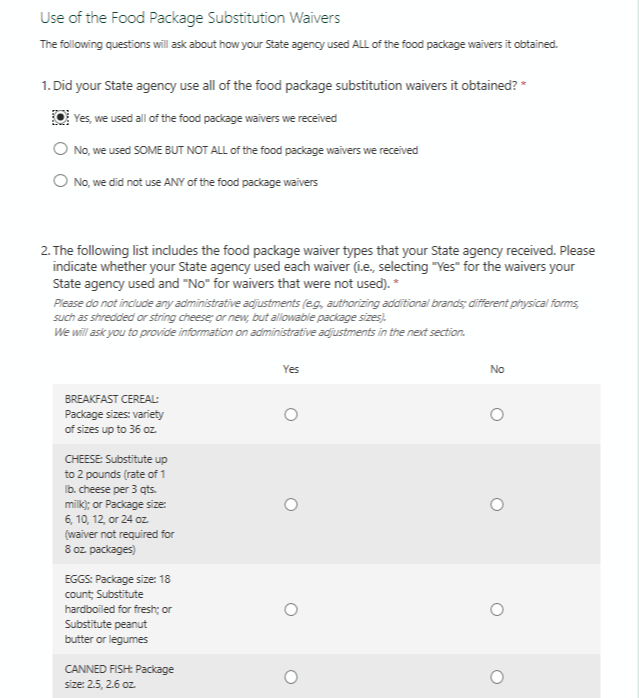 Use of the Food Package Substitution Waivers
The following questions will ask about how your State agency used ALL of the food package waivers it obtained.
1. Did your State agency use all of the food package substitution waivers it obtained? *
Yes, we used all of the food package waivers we received
No, we used SOME BUT NOT ALL of the food package waivers we received
No, we did not use ANY of the food package waivers
2. The following list includes the food package waiver types that your State agency received. Please
indicate whether your State agency used each waiver (i.e., selecting "Yes" for the waivers your
State agency used and "No" for waivers that were not used). *
Please do not include any administrative adjustments (e.g., authorizing additional brands; different physical forms,
such as shredded or string cheese; or new, but allowable package sizes).
We will ask you to provide information on administrative adjustments in the next section.
Yes No
BREAKFAST CEREAL:
Package sizes: variety
of sizes up to 36 oz.
CHEESE: Substitute up
to 2 pounds (rate of 1
lb. cheese per 3 qts.
milk); or Package size:
6, 10, 12, or 24 oz.
(waiver not required for
8 oz. packages)
EGGS: Package size: 18
count; Substitute
hardboiled for fresh; or
Substitute peanut
butter or legumes
CANNED FISH: Package
size: 2.5, 2.6 oz.